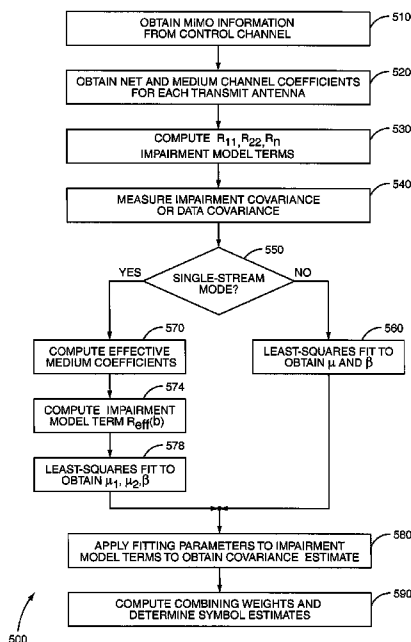 OBTAIN MIMO INFORMATION
FROM CONTROL CHANNEL
510
OBTAIN NET AND MEDIUM CHANNEL COEFFICIENTS
FOR EACH TRANSMIT ANTENNA
520
COMPUTE R11, R22, Rn
IMPAIRMENT MODEL TERMS
530
MEASURE IMPAIRMENT COVARIANCE
OR DATA COVARIANCE
540
550
YES
SINGLE-STREAM
MODE?
NO
570
COMPUTE EFFECTIVE
MEDIUM COEFFICIENTS
560
LEAST-SQUARES FIT TO
OBTAIN μ AND β
574
COMPUTE IMPAIRMENT
MODEL TERM Reff(b)
578
LEAST-SQUARES FIT TO
OBTAIN μ1, μ2, β
580
APPLY FITTING PARAMETERS TO IMPAIRMENT
MODEL TERMS TO OBTAIN COVARIANCE ESTIMATE
590
COMPUTE COMBINING WEIGHTS AND
DETERMINE SYMBOL ESTIMATES
500